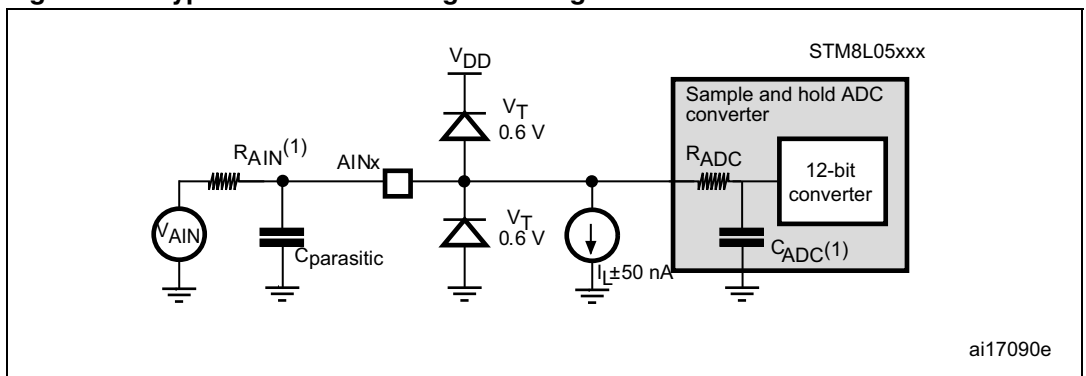 STM8L05xxx
VDD
Sample and hold ADC
converter
VT
0.6 V
RAIN(1)
AINx
RADC
12-bit
converter
VAIN
Cparasitic
VT
0.6 V
IL±50 nA
CADC(1)
ai17090e